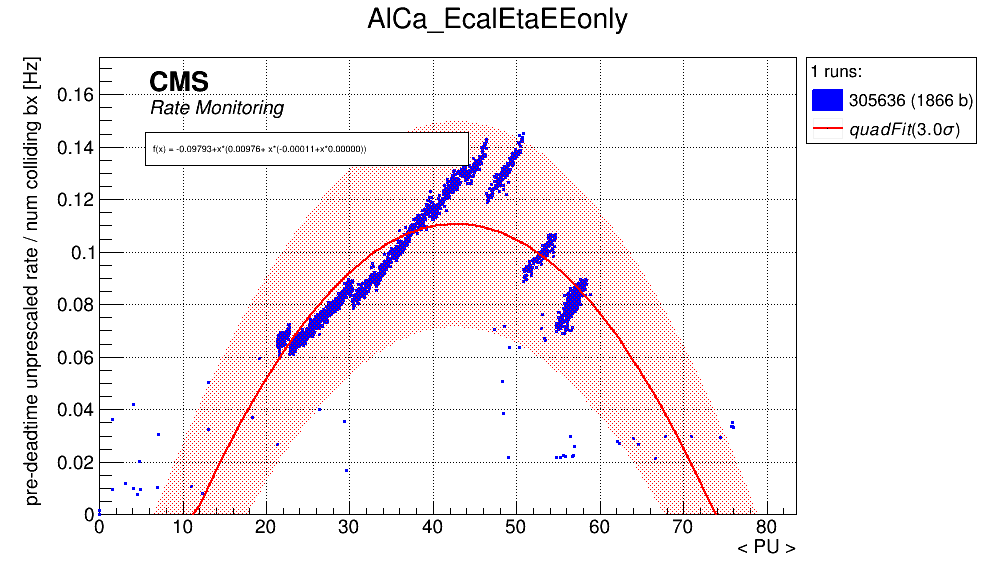 AlCa_EcalEtaEEonly
pre-deadtime unprescaled rate / num colliding bx [Hz]
CMS
Rate Monitoring
f(x) = -0.09793+x*(0.00976+ x*(-0.00011+x*0.00000))
0.16
0.14
0.12
0.1
0.08
0.06
0.04
0.02
0
0 10 20 30 40 50 60 70 80
< PU >
1 runs:
305636 (1866 b)
quadFit(3.0σ)